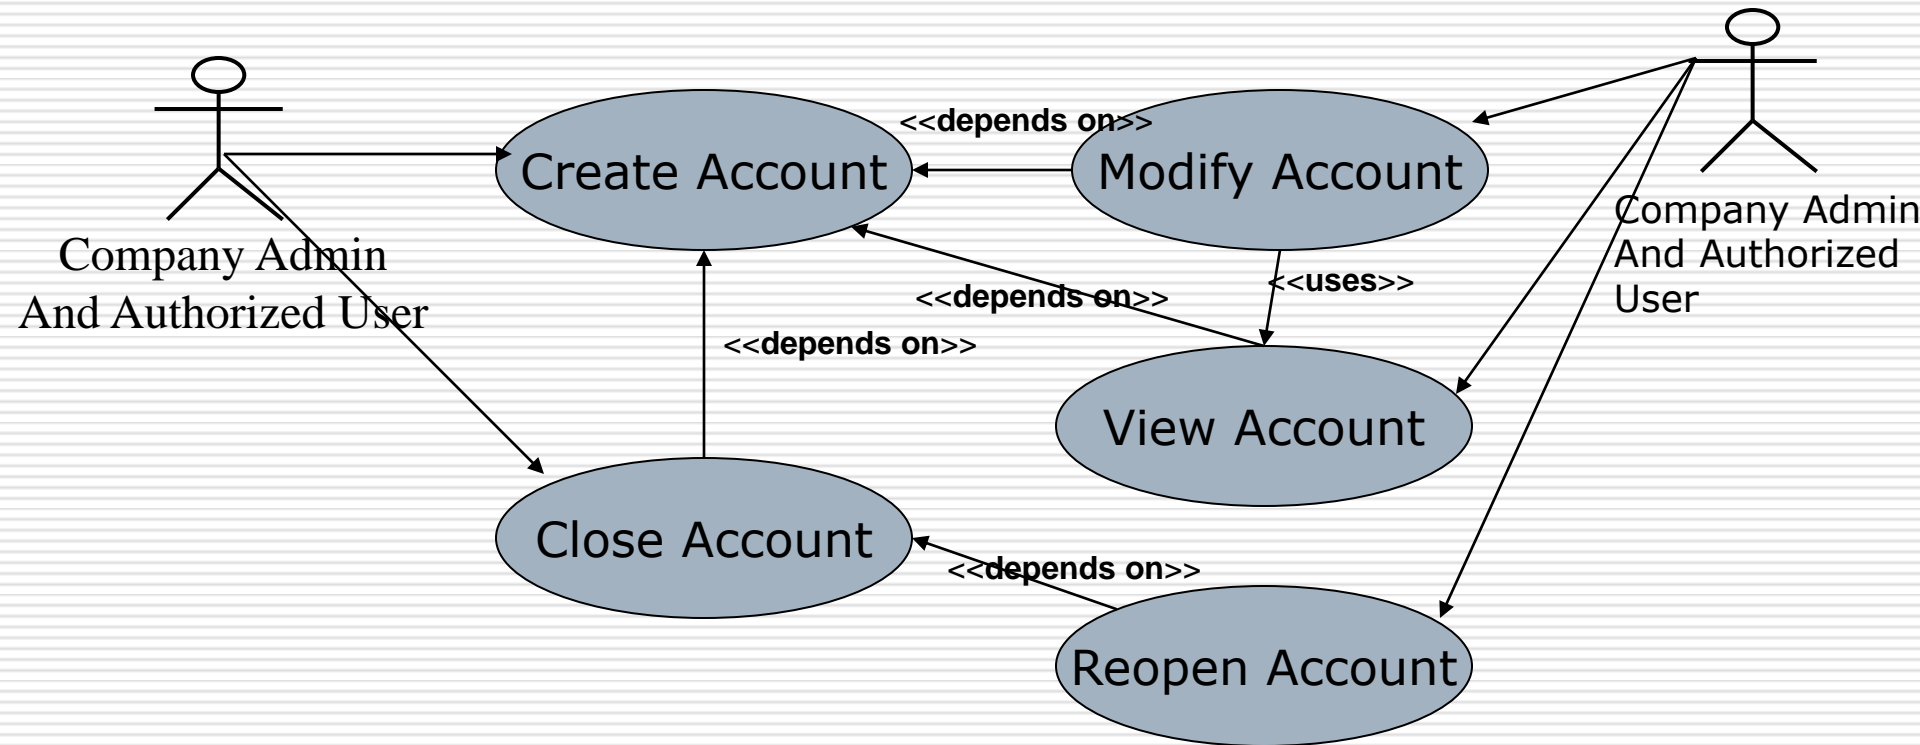 <<depends on>>
Create Account
Modify Account
Company Admin
And Authorized User
Company Admin
And Authorized
User
<<uses>>
<<depends on>>
<<depends on>>
View Account
Close Account
<<depends on>>
Reopen Account